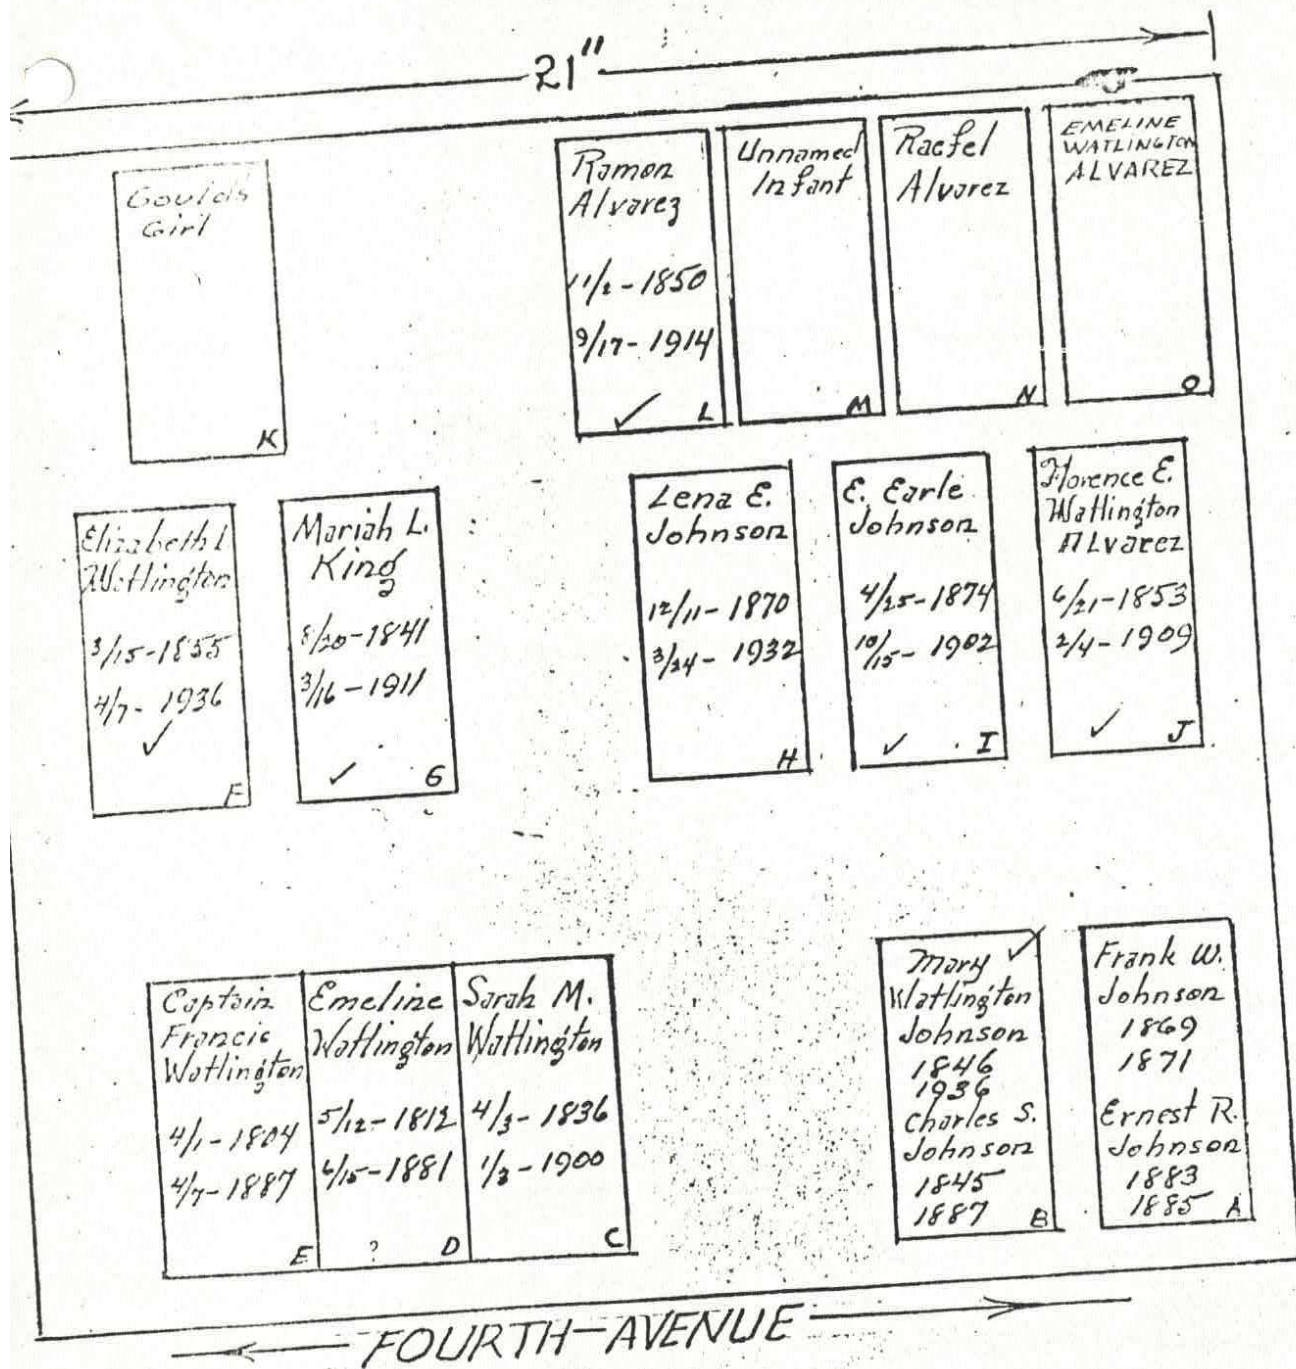 21"
Goulds
Girl
K
Ramon
Alvarez
11/2-1850
9/17-1914
✓ L
Unnamed
Infant
M
Raefel
Alvarez
N
EMELINE
WATLINGTON
ALVAREZ
O
Elizabeth L
Watlington
3/15-1855
4/7-1936
✓
F
Mariah L.
King
8/20-1841
3/16-1911
✓ G
Lena E.
Johnson
12/11-1870
3/24-1932
H
E. Earle
Johnson
4/25-1874
10/15-1902
✓ I
Florence E.
Watlington
Alvarez
6/21-1853
2/4-1909
✓ J
Captain
Francis
Watlington
4/1-1804
4/7-1887
E
Emeline
Watlington
5/12-1812
6/15-1881
? D
Sarah M.
Watlington
4/3-1836
1/3-1900
C
Mary ✓
Watlington
Johnson
1846
1936
Charles S.
Johnson
1845
1887 B
Frank W.
Johnson
1869
1871
Ernest R.
Johnson
1883
1885 A
FOURTH-AVENUE